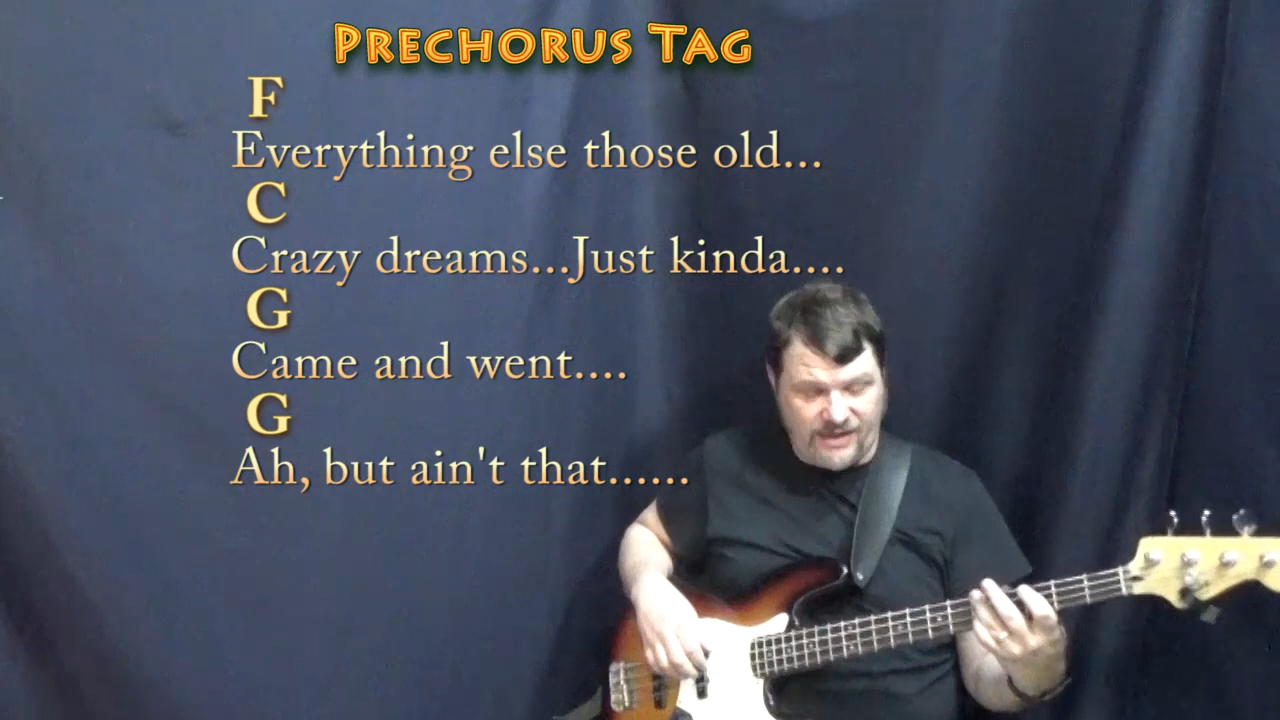 PRECHORUS TAG
F
Everything else those old...
C
Crazy dreams...Just kinda....
G
Came and went....
G
Ah, but ain't that......